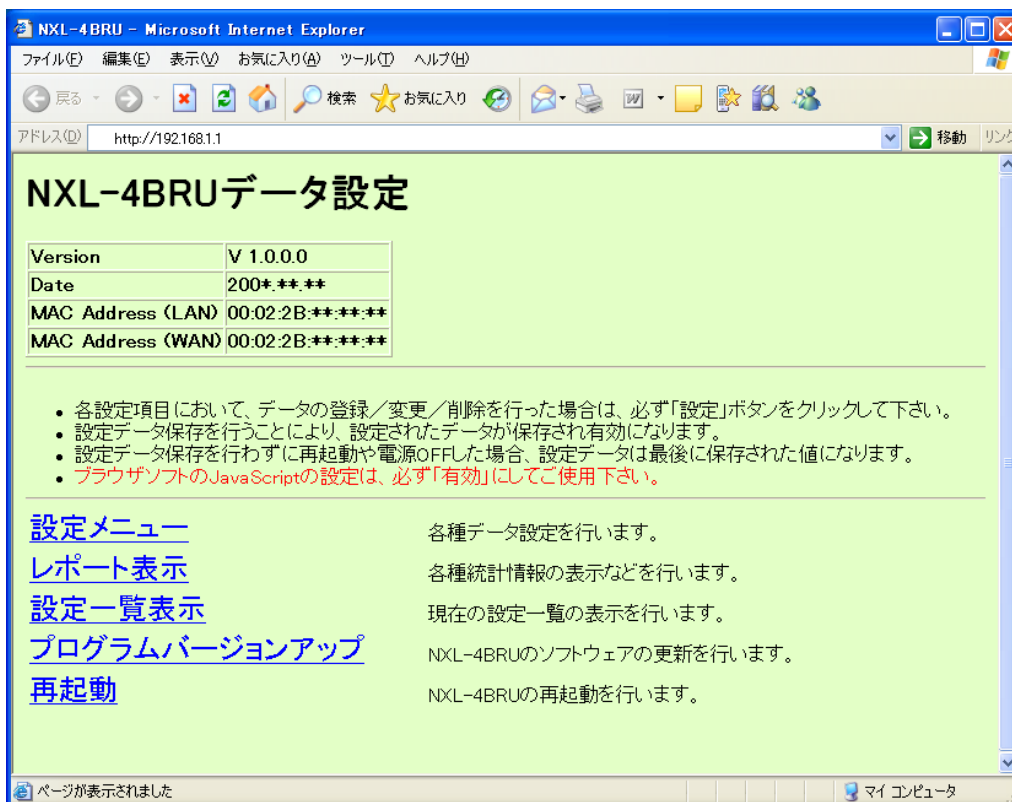 NXL-4BRU - Microsoft Internet Explorer
ファイル(F) 編集(E) 表示(V) お気に入り(A) ツール(T) ヘルプ(H)
戻る 検索 お気に入り
アドレス(D) http://192.168.1.1 移動 リンク
NXL-4BRUデータ設定
Version V 1.0.0.0
Date 200*.**.**
MAC Address (LAN) 00:02:2B:**:**:**
MAC Address (WAN) 00:02:2B:**:**:**
• 各設定項目において、データの登録／変更／削除を行った場合は、必ず「設定」ボタンをクリックして下さい。
• 設定データ保存を行うことにより、設定されたデータが保存され有効になります。
• 設定データ保存を行わずに再起動や電源OFFした場合、設定データは最後に保存された値になります。
• ブラウザソフトのJavaScriptの設定は、必ず「有効」にしてご使用下さい。
設定メニュー 各種データ設定を行います。
レポート表示 各種統計情報の表示などを行います。
設定一覧表示 現在の設定一覧の表示を行います。
プログラムバージョンアップ NXL-4BRUのソフトウェアの更新を行います。
再起動 NXL-4BRUの再起動を行います。
ページが表示されました マイ コンピュータ